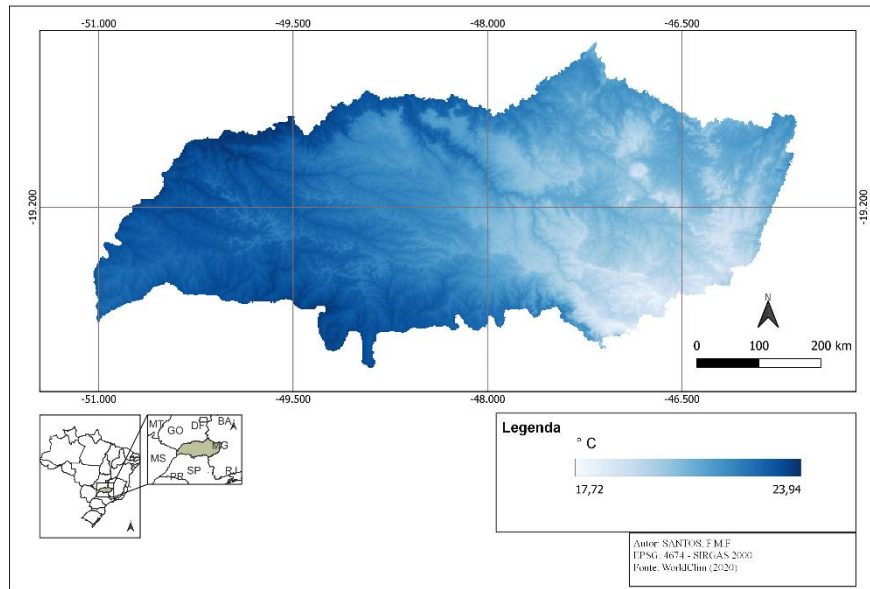 -51.000 -49.500 -48.000 -46.500
-19.200 -19.200
N
0 100 200 km
-51.000 -49.500 -48.000 -46.500
MT GO DF BA
MS MG
SP RJ
PR
Legenda
° C
17,72 23,94
Autor: SANTOS, F.M.F
EPSG: 4674 - SIRGAS 2000
Fonte: WorldClim (2020)